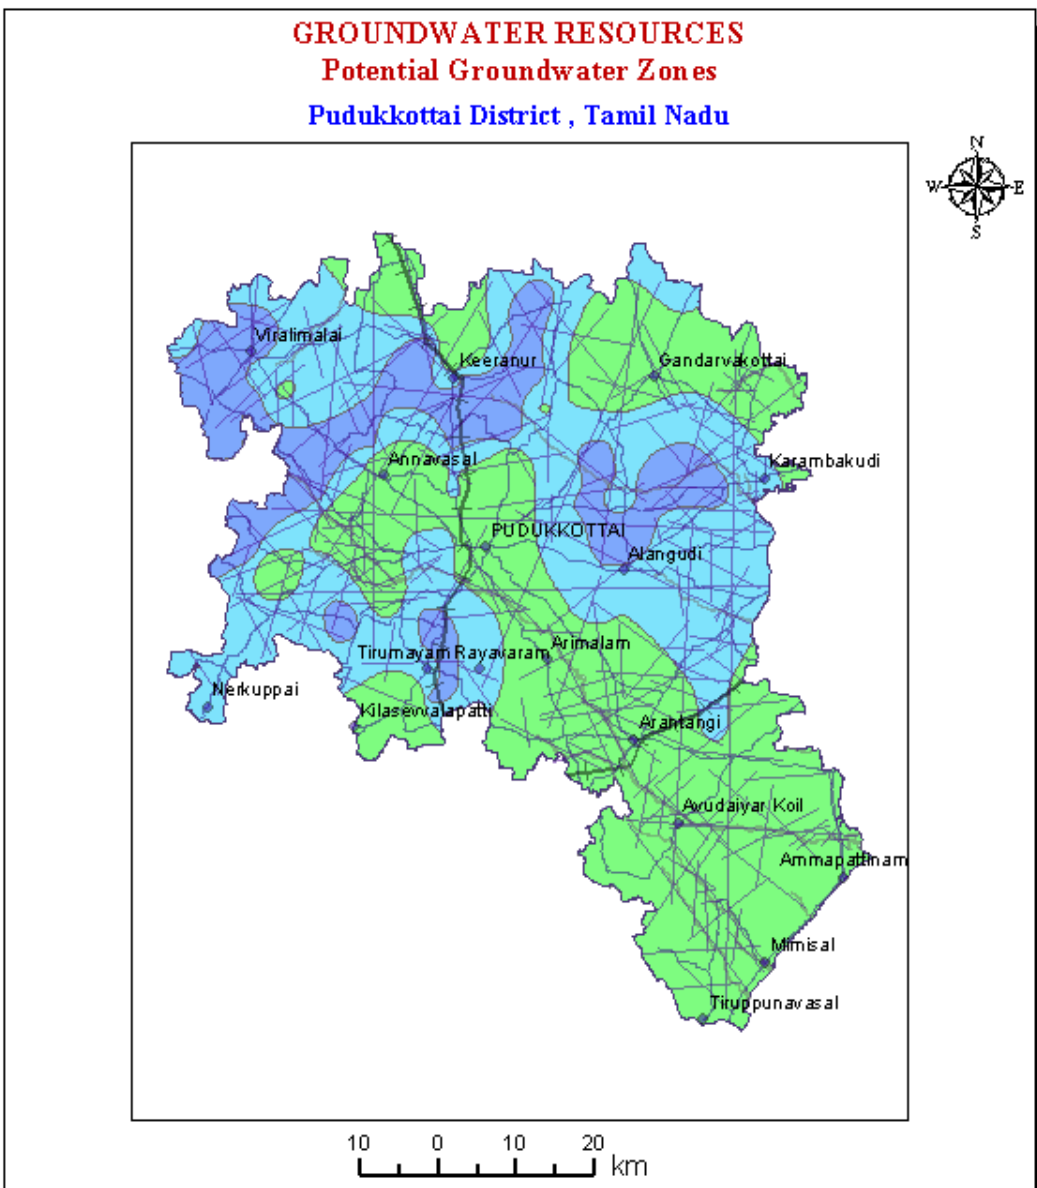 GROUNDWATER RESOURCES
Potential Groundwater Zones
Pudukkottai District , Tamil Nadu
N
W E
S
Viralimalai
Keeranur
Gandarvakottai
Annavasal
Karambakudi
PUDUKKOTTAI
Alangudi
Tirumayam Rayavaram
Arimalam
Nerkuppai
Kilasevvalapatti
Arantangi
Avudaiyar Koil
Ammapattinam
Mimisal
Tiruppunavasal
10 0 10 20
km